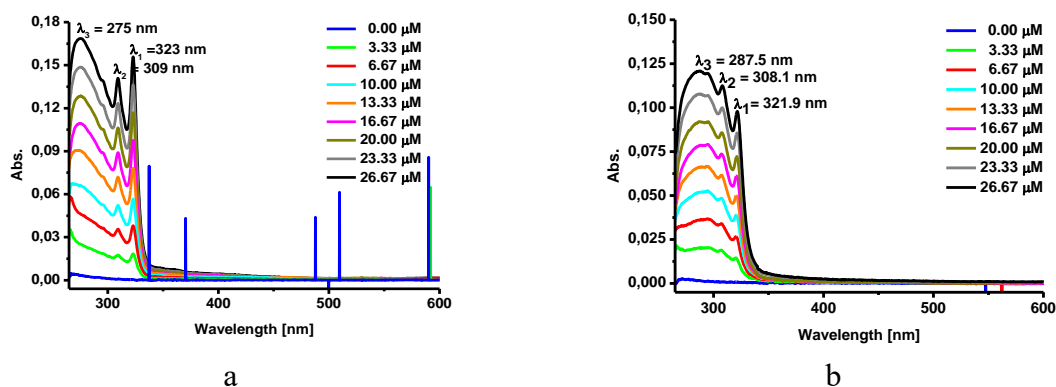 0,18
0,15
0,12
0,09
0,06
0,03
0,00
Abs.
λ3 = 275 nm
λ1 =323 nm
λ2 = 309 nm
0.00 µM
3.33 µM
6.67 µM
10.00 µM
13.33 µM
16.67 µM
20.00 µM
23.33 µM
26.67 µM
300 400 500 600
Wavelength [nm]
a
0,150
0,125
0,100
0,075
0,050
0,025
0,000
Abs.
λ3 = 287.5 nm
λ2 = 308.1 nm
λ1 = 321.9 nm
0.00 µM
3.33 µM
6.67 µM
10.00 µM
13.33 µM
16.67 µM
20.00 µM
23.33 µM
26.67 µM
300 400 500 600
Wavelength [nm]
b